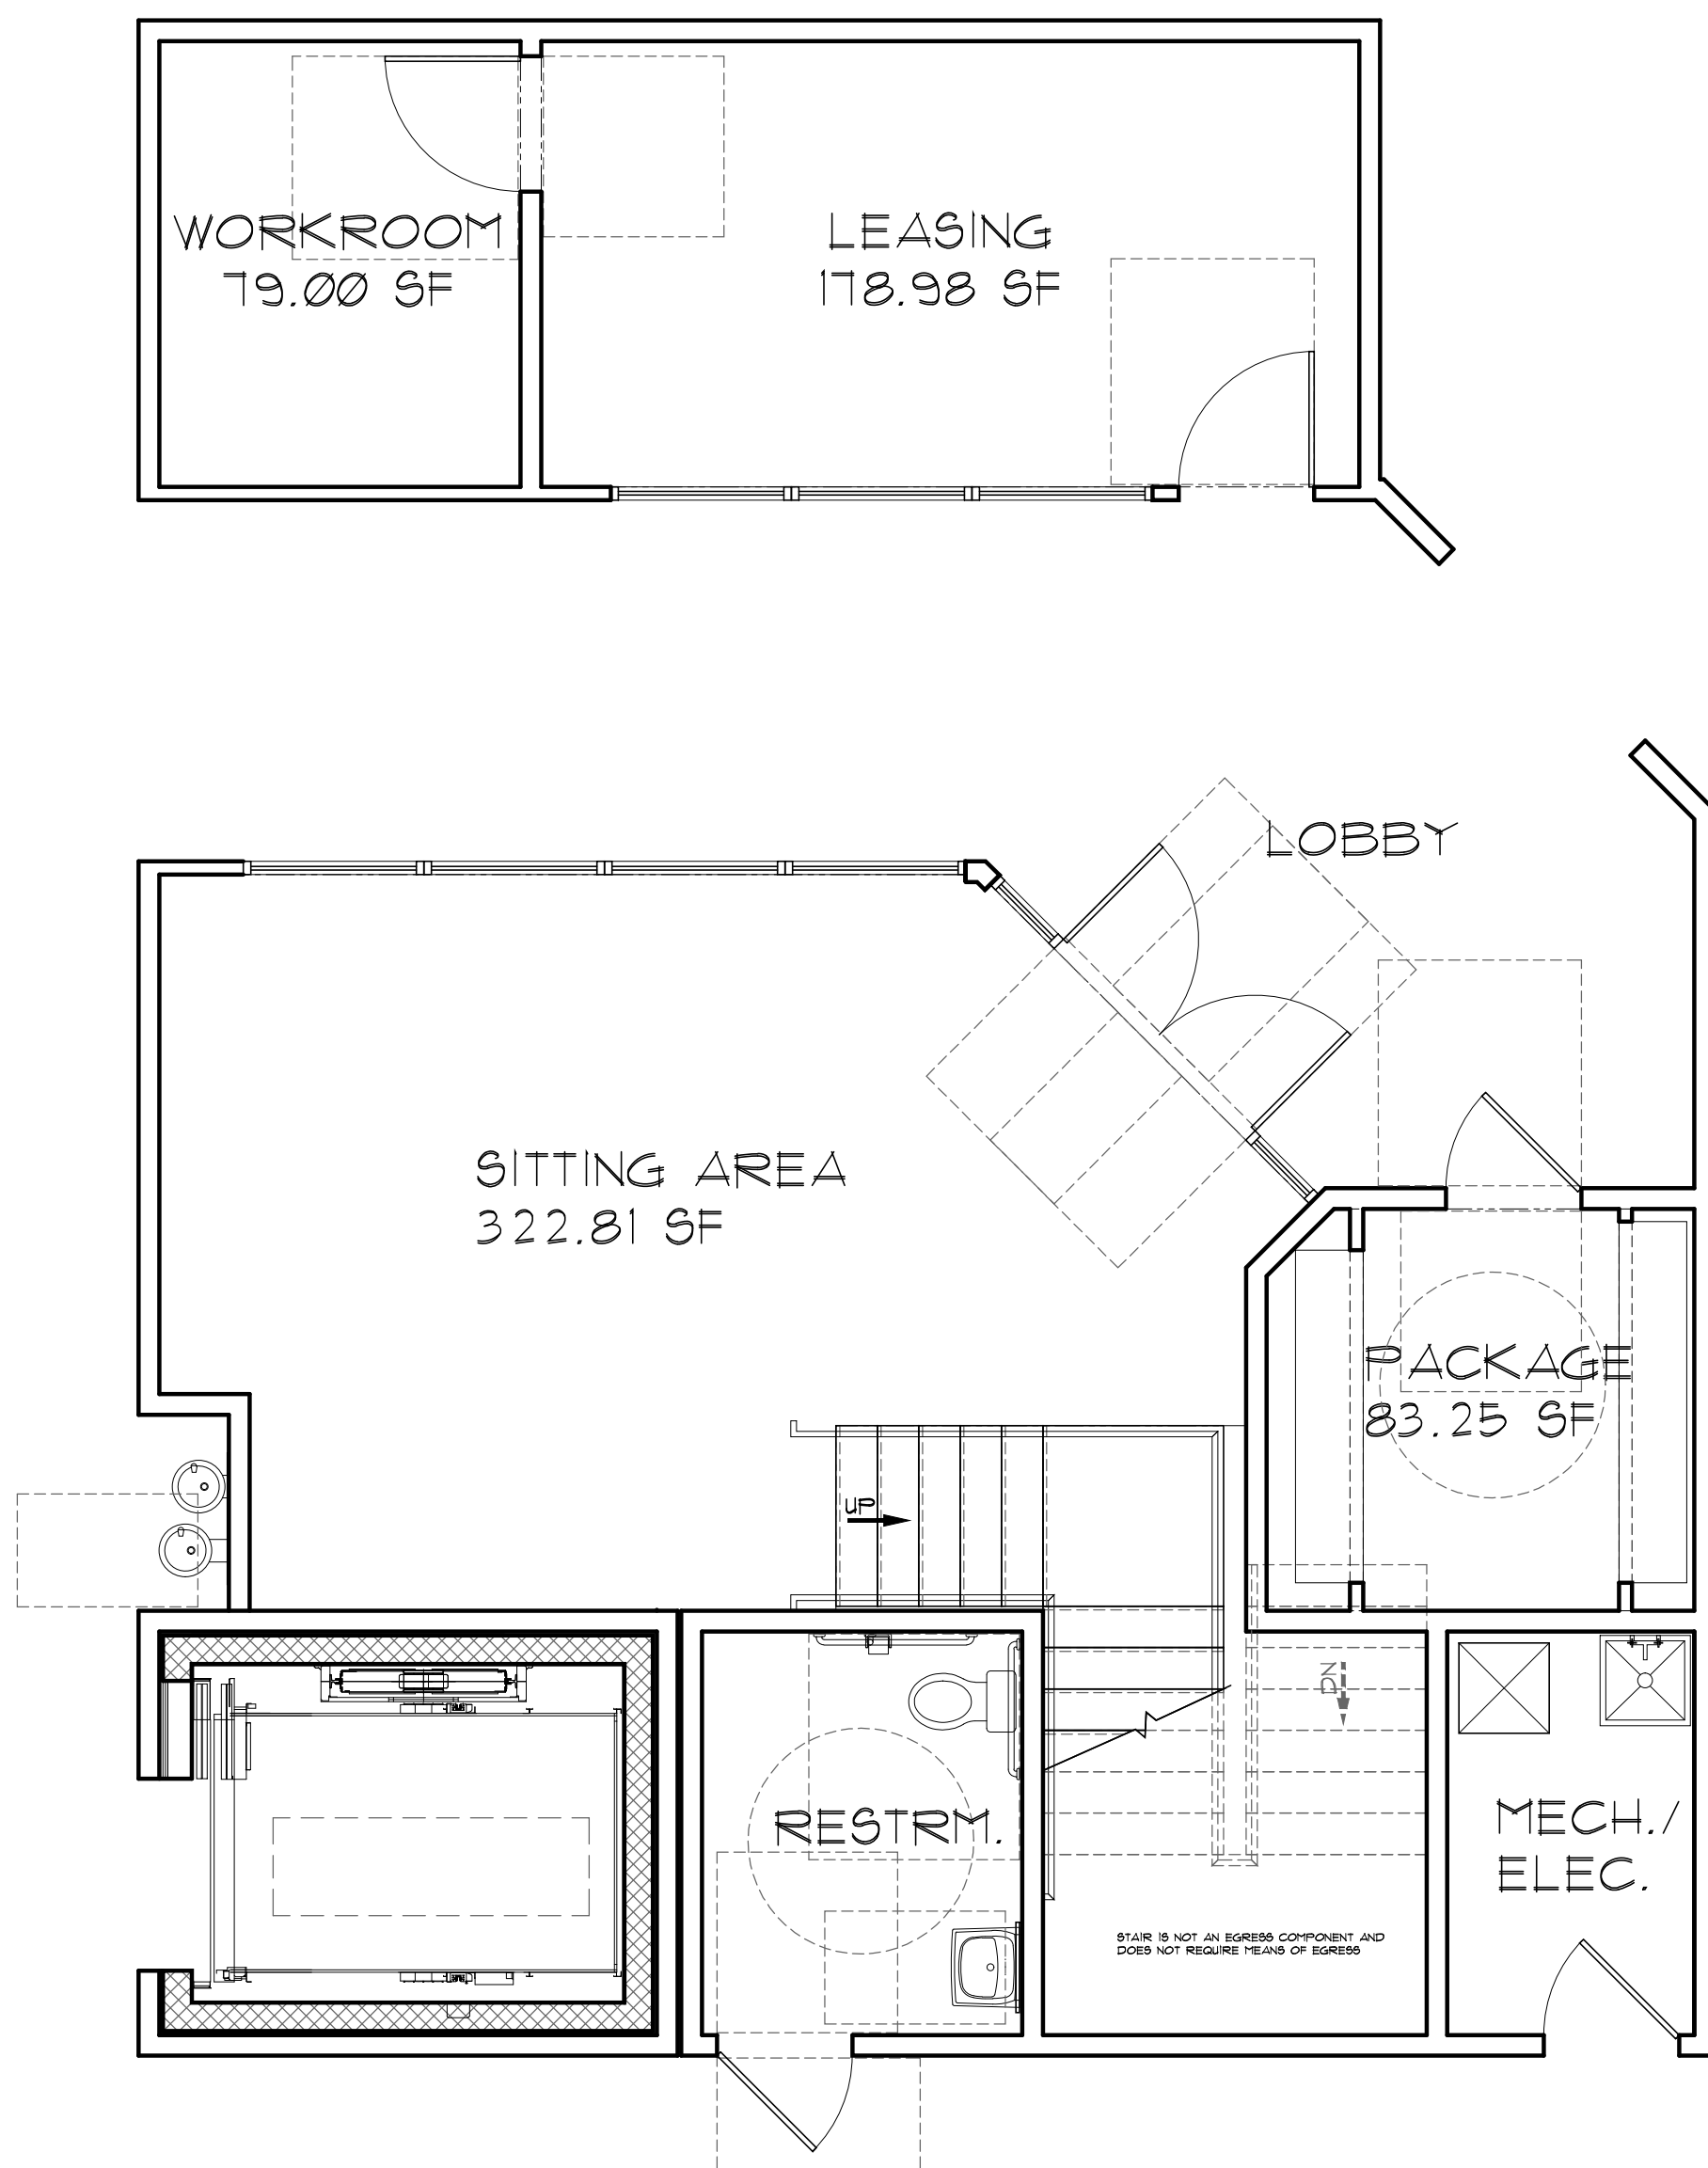 WORKROOM
79.00 SF
LEASING
178.98 SF
LOBBY
SITTING AREA
322.81 SF
PACKAGE
83.25 SF
UP
DN
RESTRM.
MECH./
ELEC.
STAIR IS NOT AN EGRESS COMPONENT AND
DOES NOT REQUIRE MEANS OF EGRESS